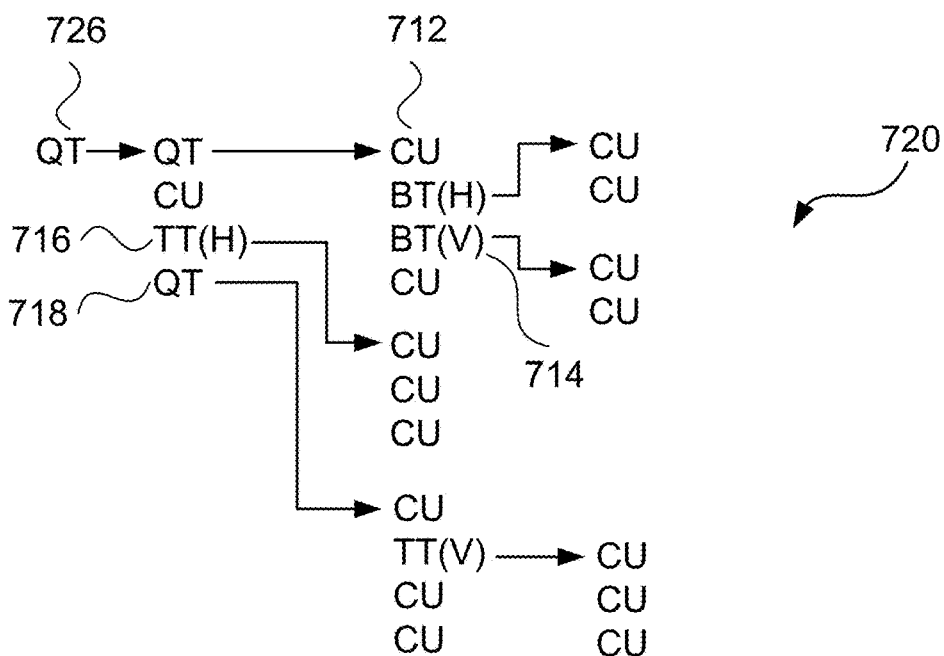 726 712
QT QT CU CU 720
CU BT(H) CU
716 TT(H) BT(V) CU
718 QT CU CU
CU 714
CU
CU
CU
TT(V) CU
CU CU
CU CU